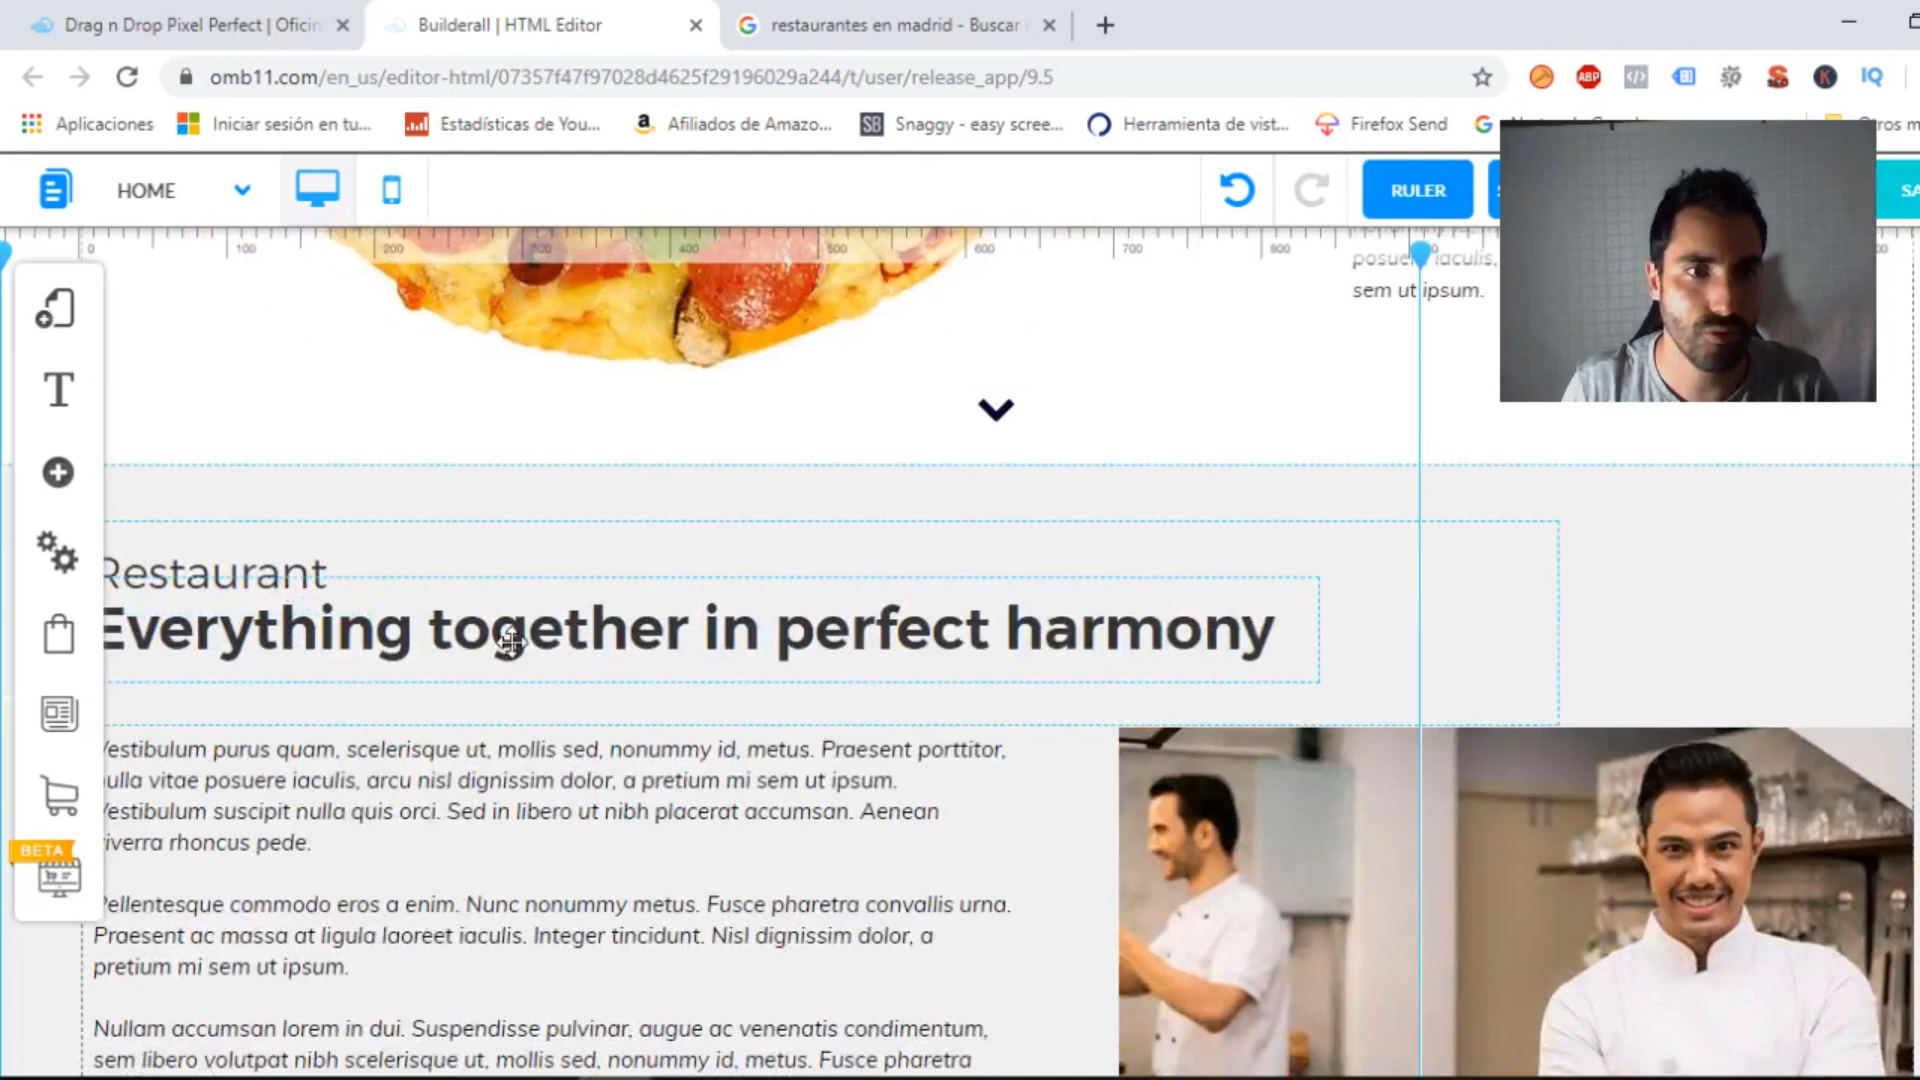 Drag n Drop Pixel Perfect | Oficin
Builderall | HTML Editor
restaurantes en madrid - Buscar
omb11.com/en_us/editor-html/07357f47f97028d4625f29196029a244/t/user/release_app/9.5
ABP
IQ
Aplicaciones
Iniciar sesión en tu...
Estadísticas de You...
Afiliados de Amazo...
SB
Snaggy - easy scree...
Herramienta de vist...
Firefox Send
HOME
RULER
SA
0 100 200 300 400 500 600 700 800
posuere iaculis,
sem ut ipsum.
T
Restaurant
Everything together in perfect harmony
Vestibulum purus quam, scelerisque ut, mollis sed, nonummy id, metus. Praesent porttitor,
nulla vitae posuere iaculis, arcu nisl dignissim dolor, a pretium mi sem ut ipsum.
Vestibulum suscipit nulla quis orci. Sed in libero ut nibh placerat accumsan. Aenean
viverra rhoncus pede.
BETA
Pellentesque commodo eros a enim. Nunc nonummy metus. Fusce pharetra convallis urna.
Praesent ac massa at ligula laoreet iaculis. Integer tincidunt. Nisl dignissim dolor, a
pretium mi sem ut ipsum.
Nullam accumsan lorem in dui. Suspendisse pulvinar, augue ac venenatis condimentum,
sem libero volutpat nibh scelerisque ut, mollis sed, nonummy id, metus. Fusce pharetra